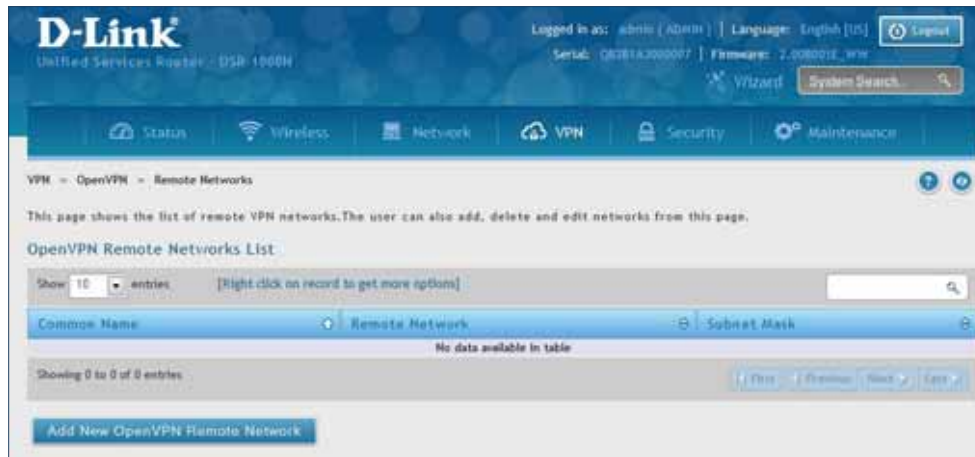 D-Link
Unified Services Router - DSR-1000N
Logged in as: admin ( ADMIN ) | Language: English [US]
Logout
Serial: | Firmware:
Wizard
System Search...
Status
Wireless
Network
VPN
Security
Maintenance
VPN » OpenVPN » Remote Networks
This page shows the list of remote VPN networks.The user can also add, delete and edit networks from this page.
OpenVPN Remote Networks List
Show 10 entries
[Right click on record to get more options]
Common Name
Remote Network
Subnet Mask
No data available in table
Showing 0 to 0 of 0 entries
First
Previous
Next
Last
Add New OpenVPN Remote Network